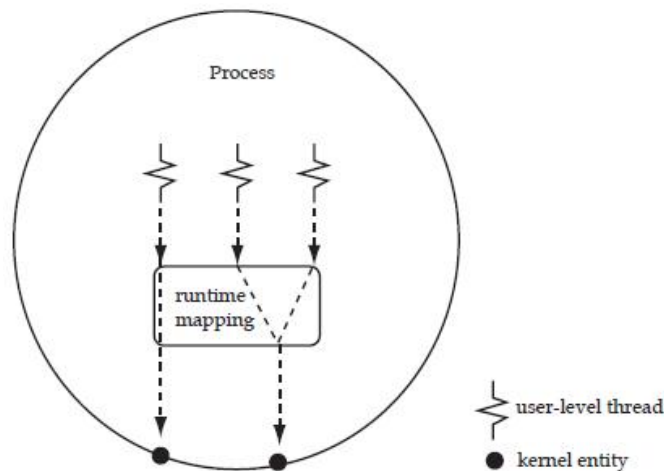 Process
runtime
mapping
user-level thread
kernel entity